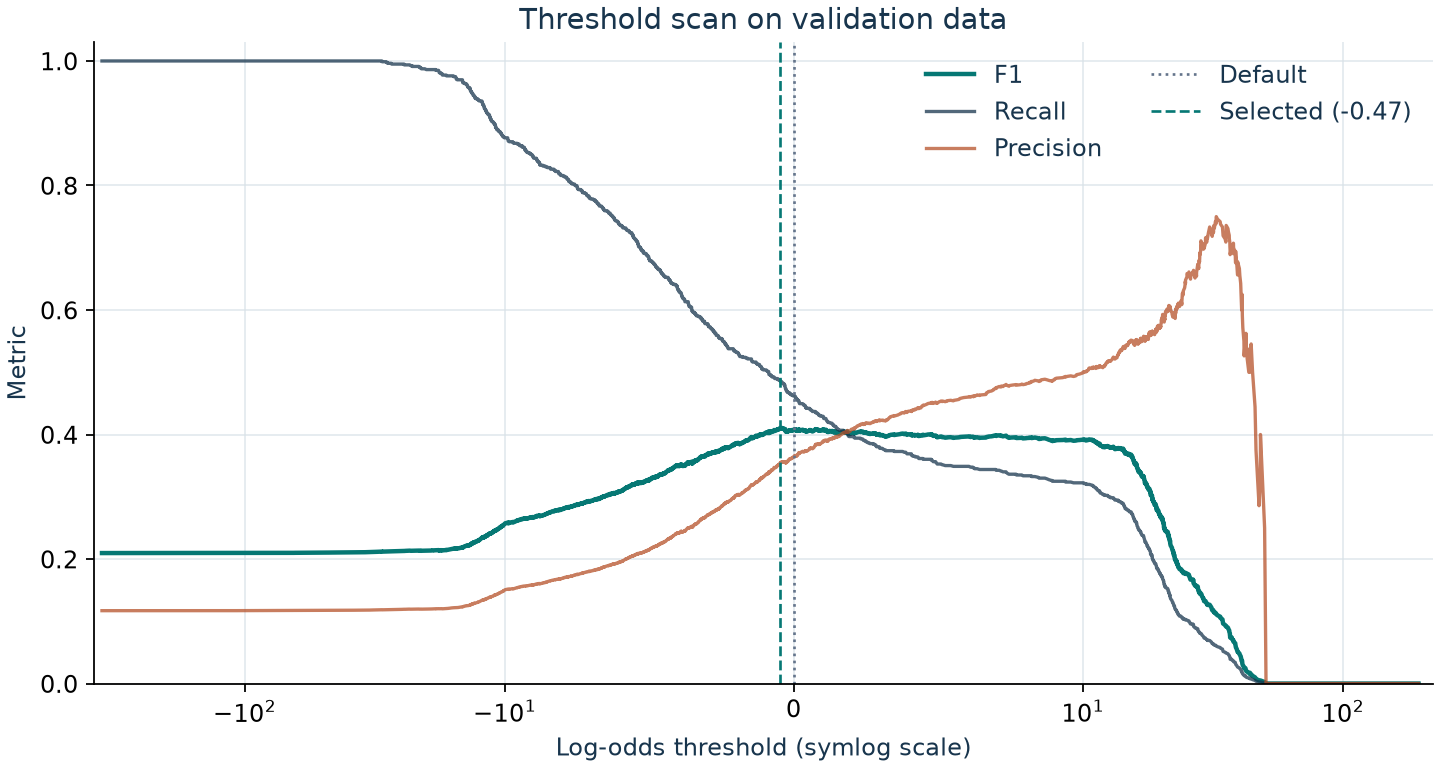 Threshold scan on validation data
F1
Recall
Precision
Default
Selected (-0.47)
Metric
1.0
0.8
0.6
0.4
0.2
0.0
−10²
−10¹
0
10¹
10²
Log-odds threshold (symlog scale)